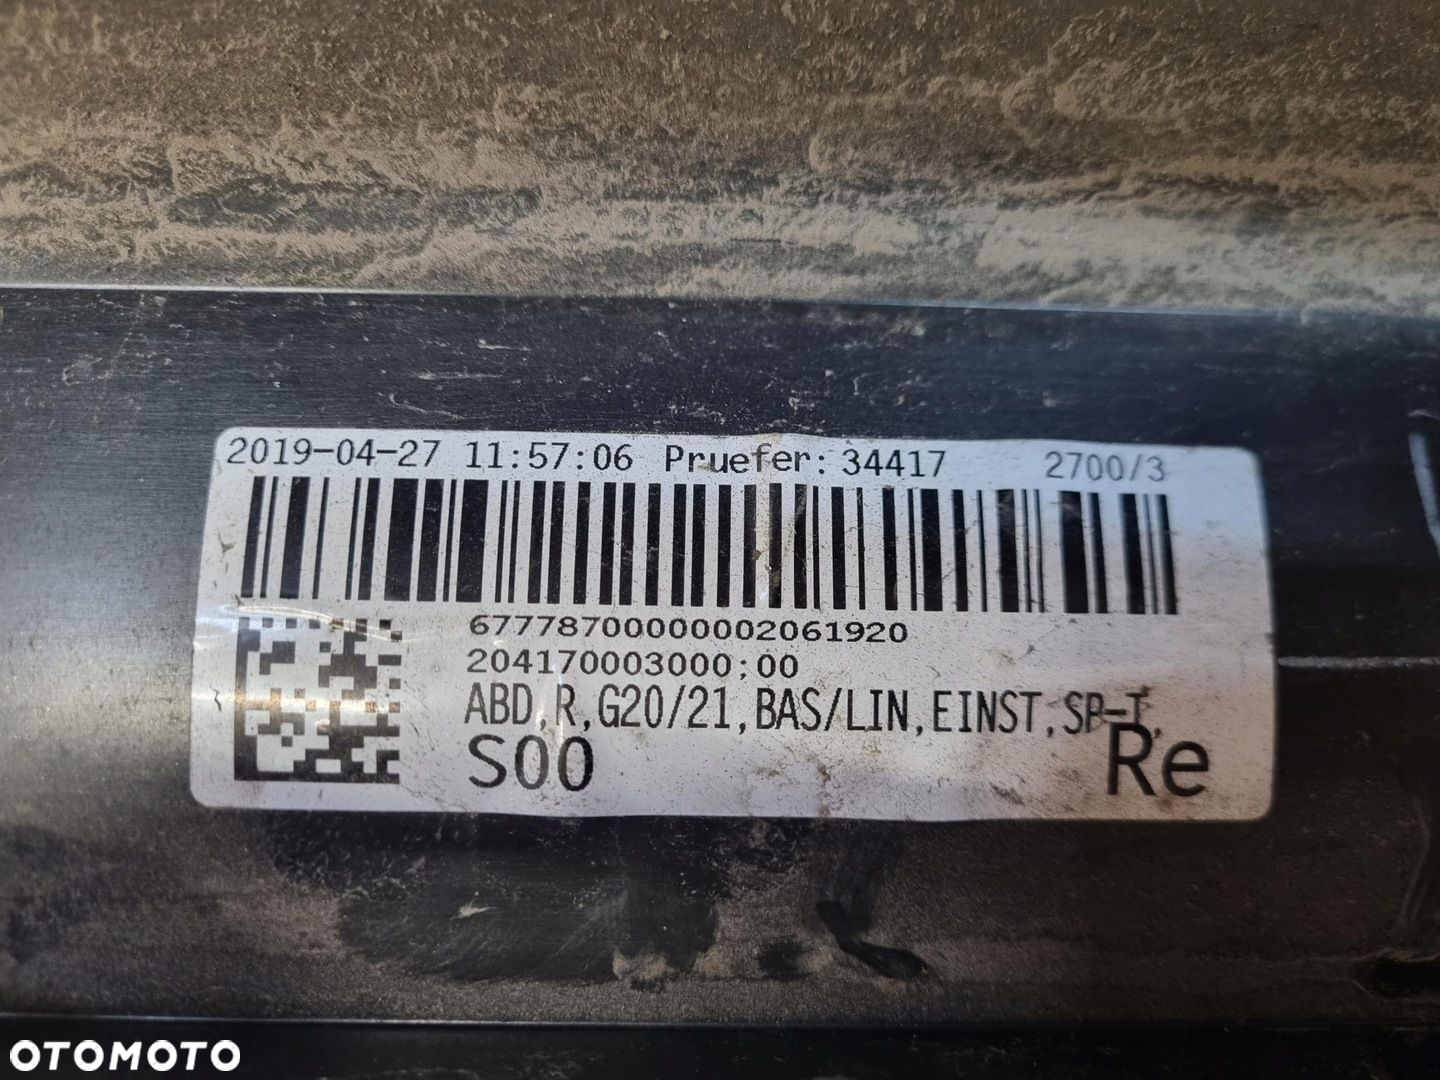 2019-04-27 11:57:06 Pruefer: 34417 2700/3
67778700000002061920
204170003000;00
ABD,R,G20/21,BAS/LIN,EINST,SP-T,
S00 Re
OTOMOTO